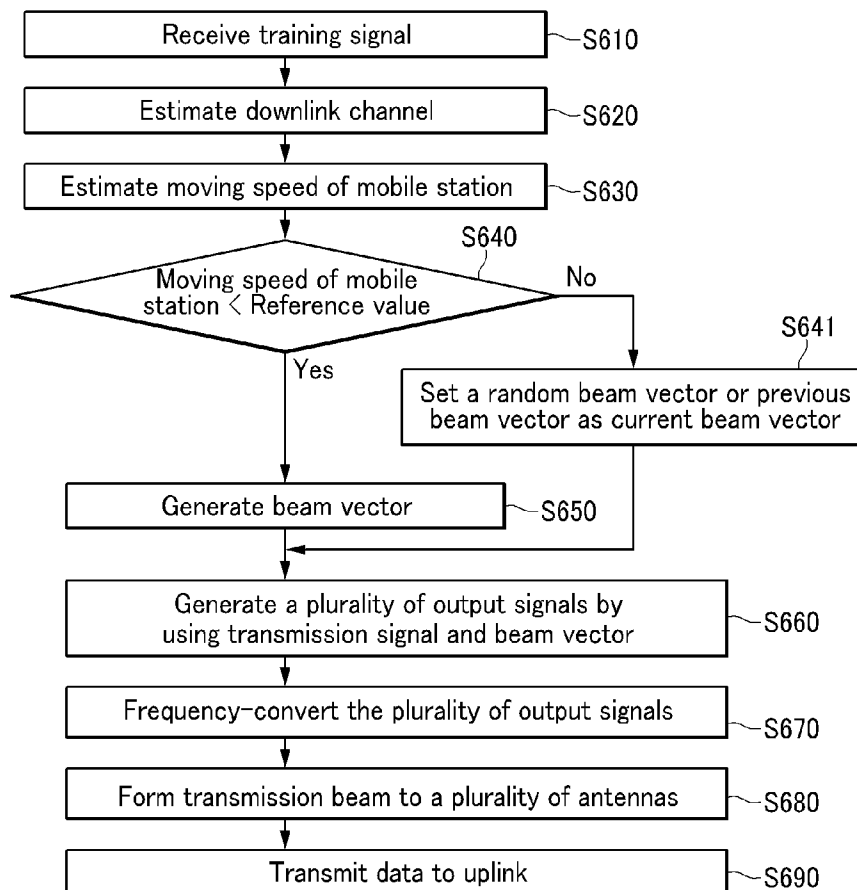 Receive training signal
S610
Estimate downlink channel
S620
Estimate moving speed of mobile station
S630
S640
Moving speed of mobile
station < Reference value
No
Yes
S641
Set a random beam vector or previous
beam vector as current beam vector
Generate beam vector
S650
Generate a plurality of output signals by
using transmission signal and beam vector
S660
Frequency-convert the plurality of output signals
S670
Form transmission beam to a plurality of antennas
S680
Transmit data to uplink
S690